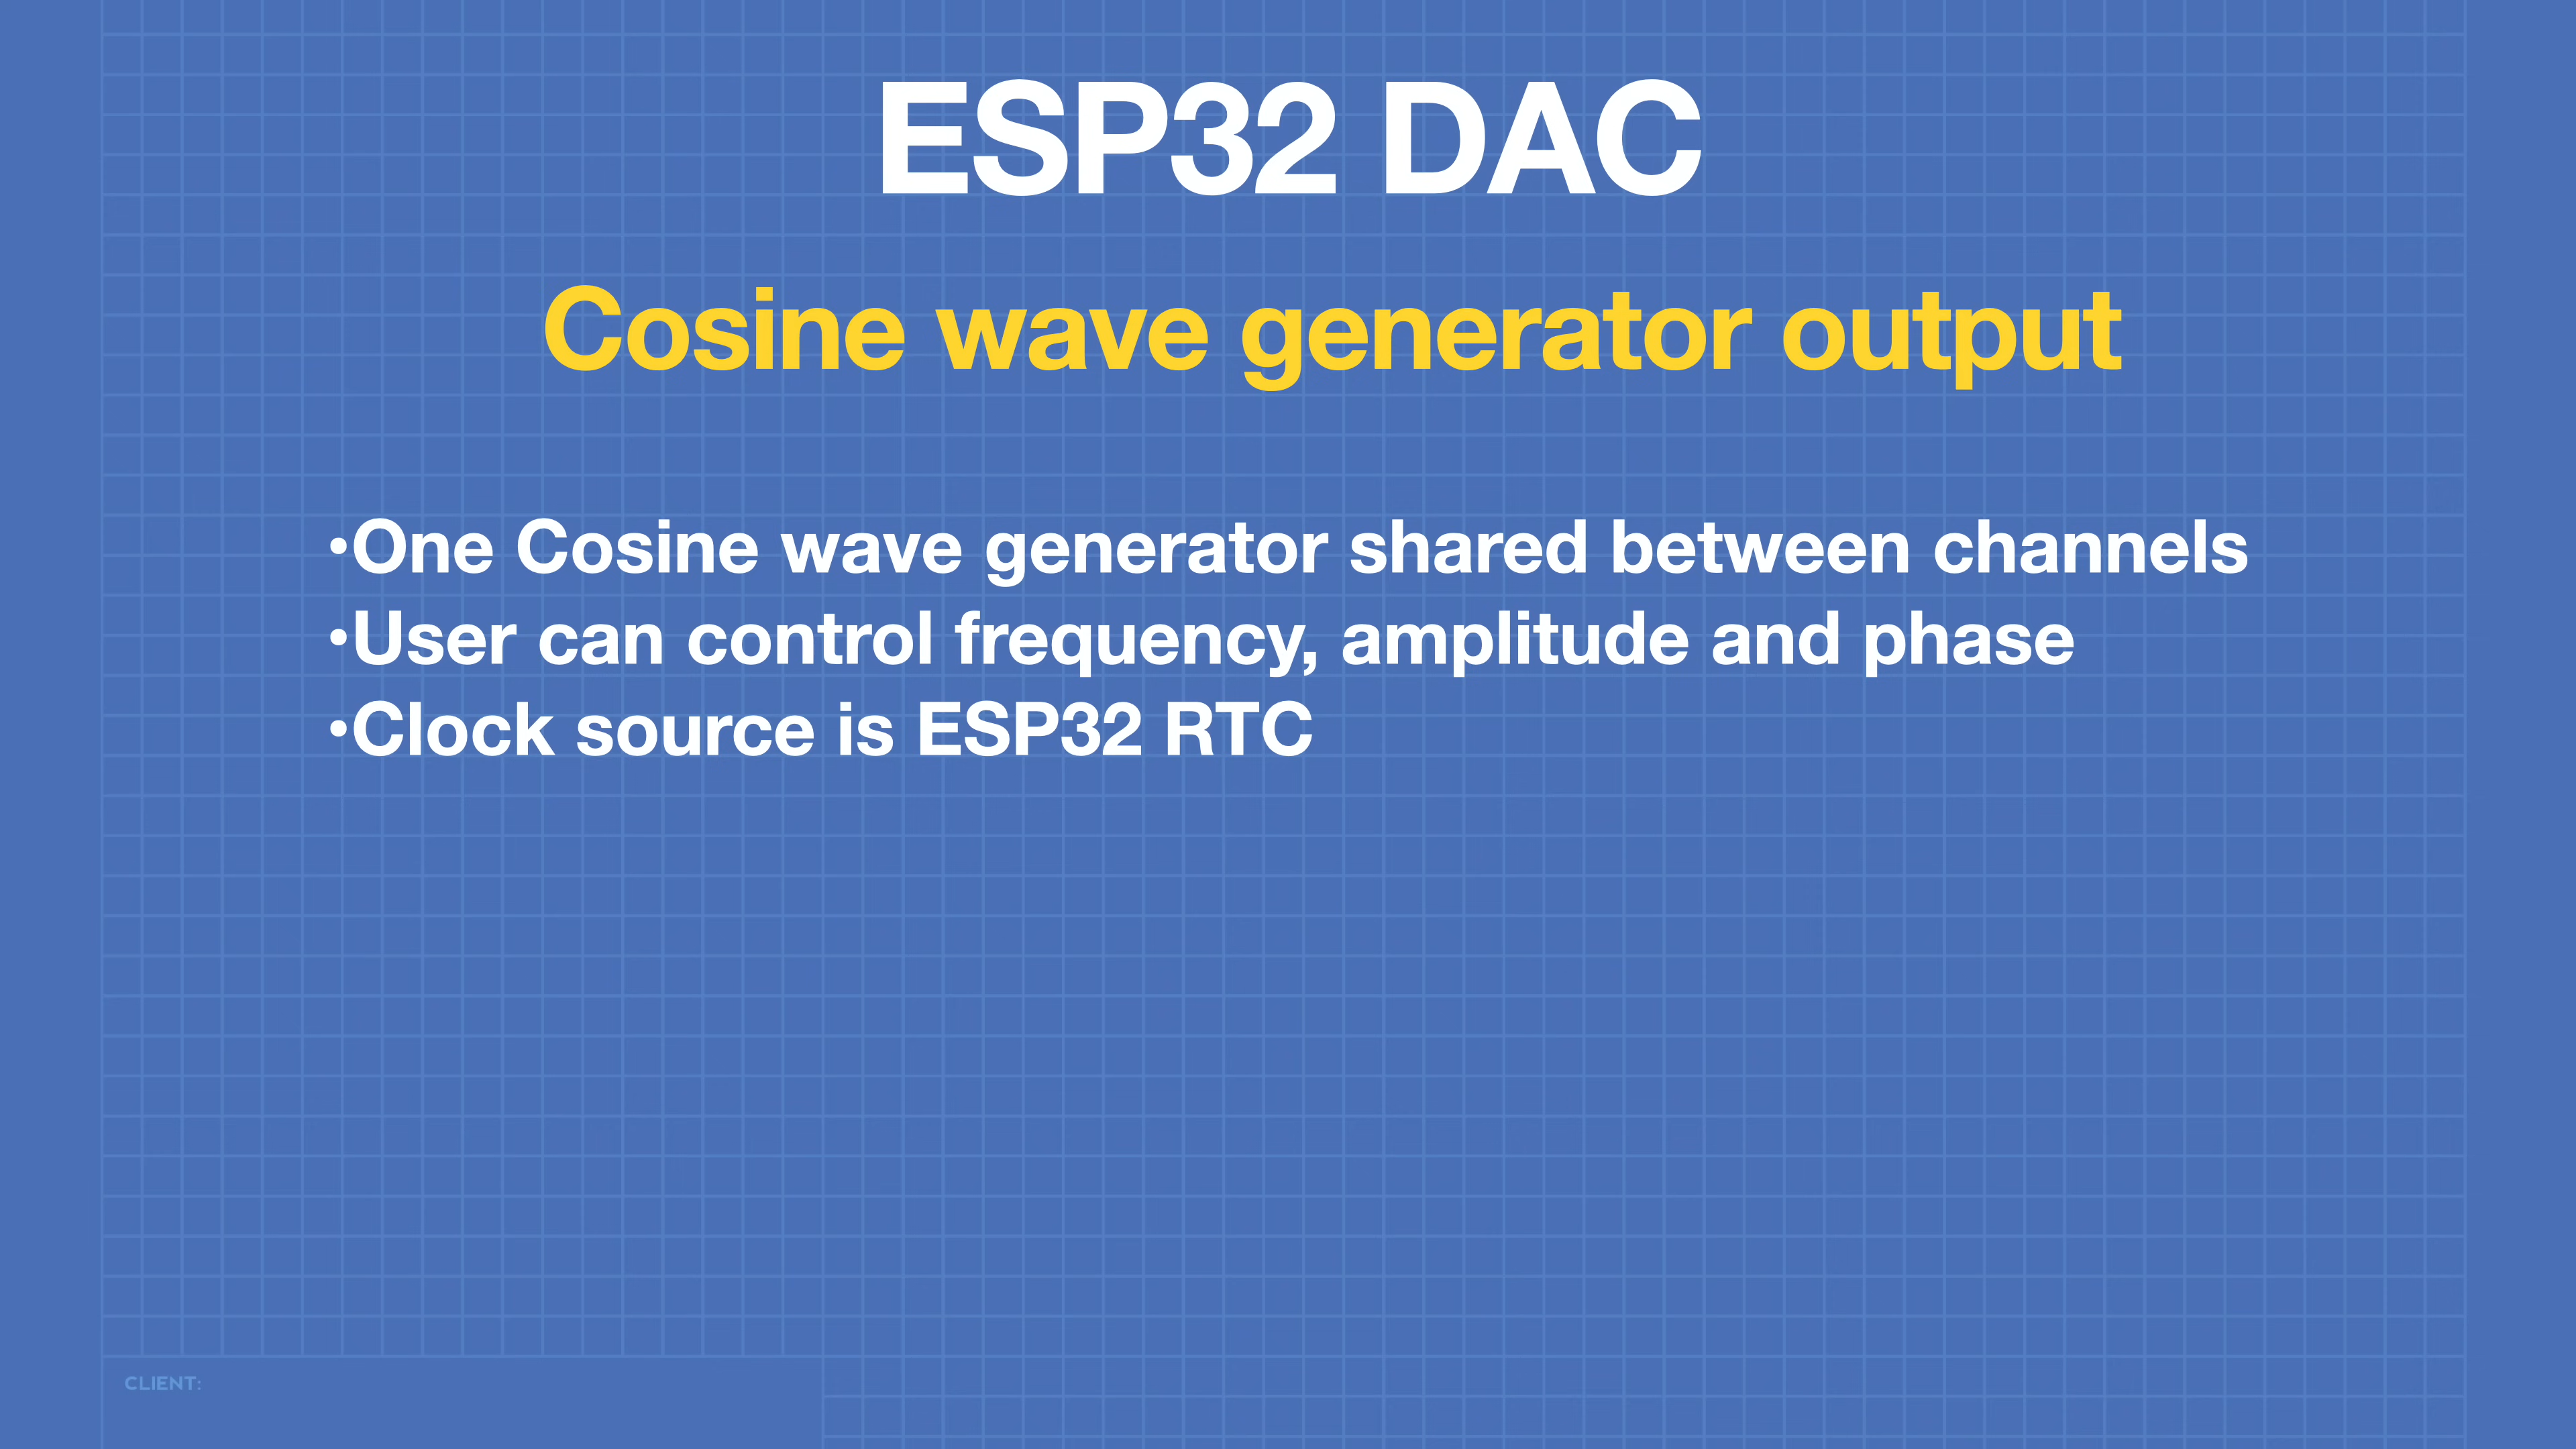 ESP32 DAC
Cosine wave generator output
•One Cosine wave generator shared between channels
•User can control frequency, amplitude and phase
•Clock source is ESP32 RTC
CLIENT: